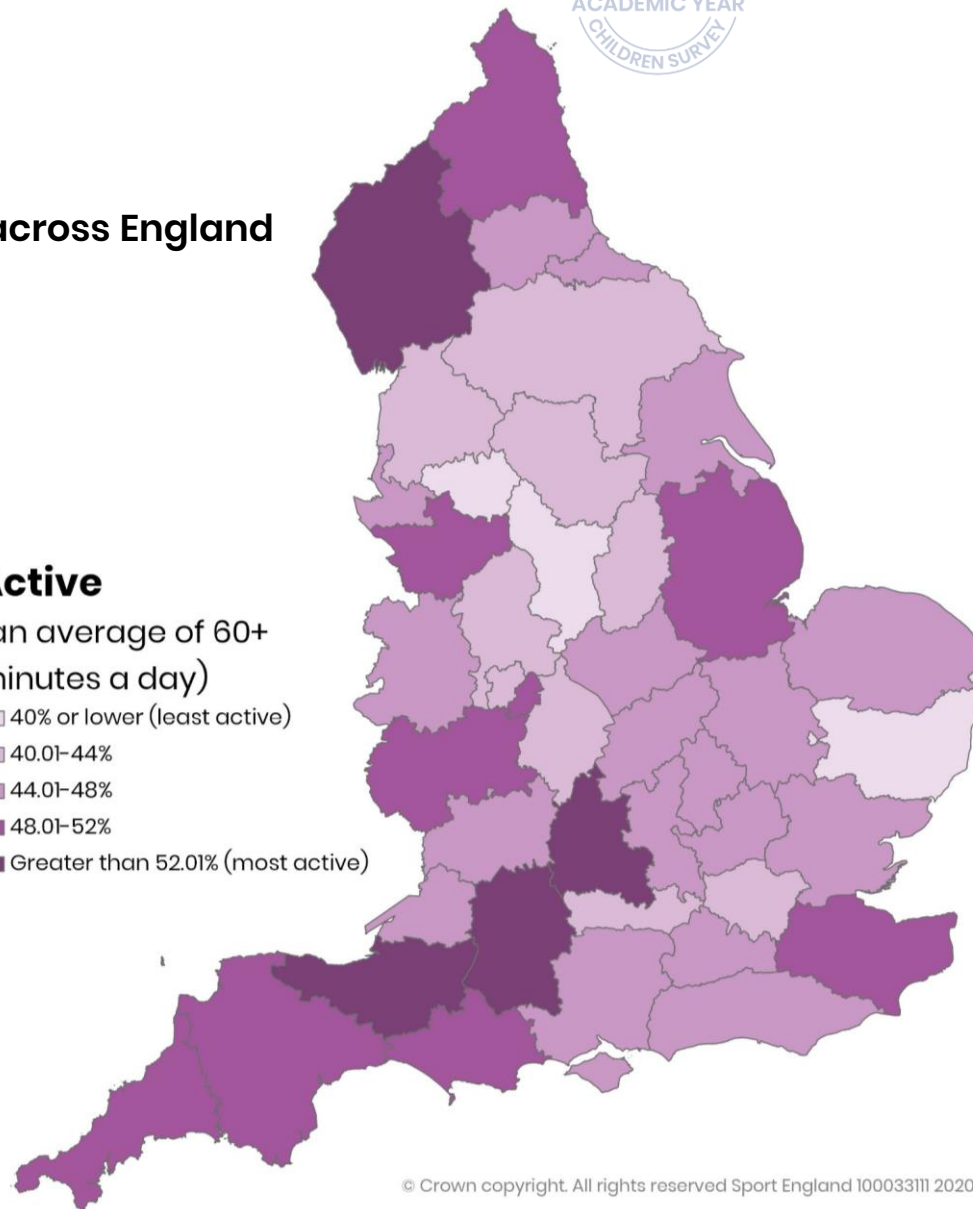 ACADEMIC YEAR
CHILDREN SURVEY
across England
Active
an average of 60+
minutes a day)
40% or lower (least active)
40.01-44%
44.01-48%
48.01-52%
Greater than 52.01% (most active)
© Crown copyright. All rights reserved Sport England 100033111 2020